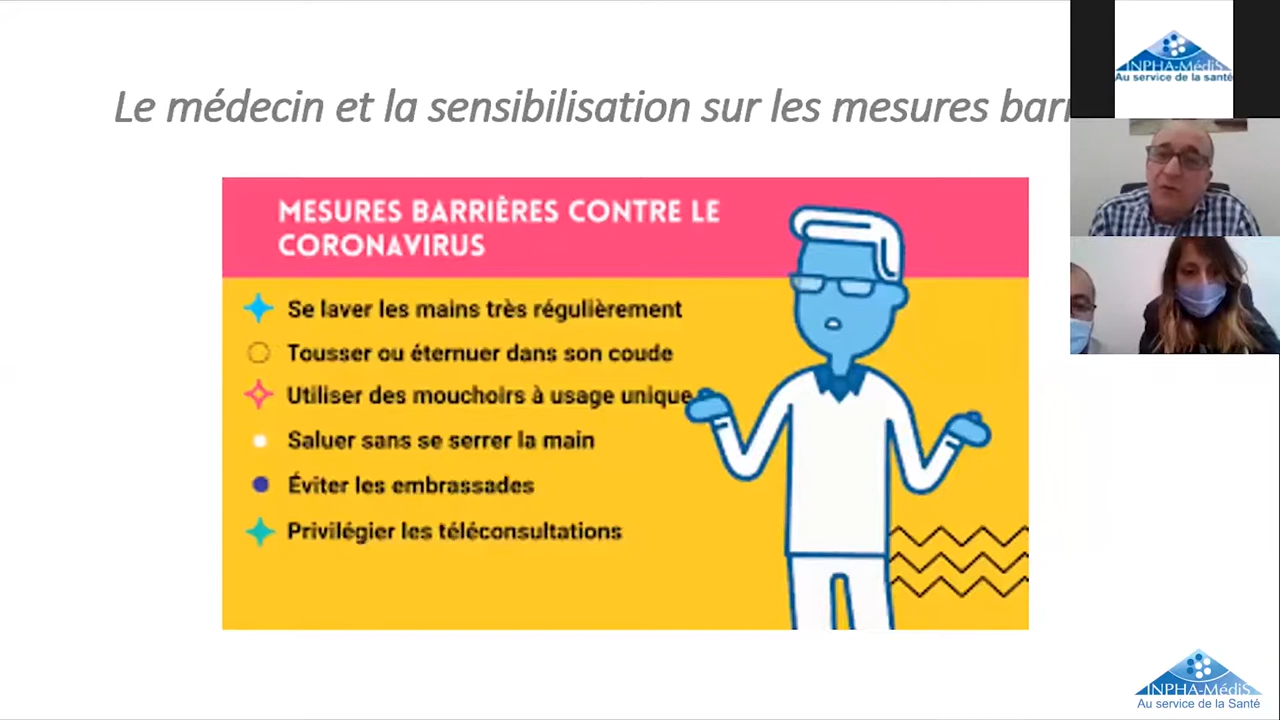 Le médecin et la sensibilisation sur les mesures
INPHA-MédiS
Au service de la santé
MESURES BARRIÈRES CONTRE LE
CORONAVIRUS
Se laver les mains très régulièrement
Tousser ou éternuer dans son coude
Utiliser des mouchoirs à usage unique
Saluer sans se serrer la main
Éviter les embrassades
Privilégier les téléconsultations
INPHA-MédiS
Au service de la Santé